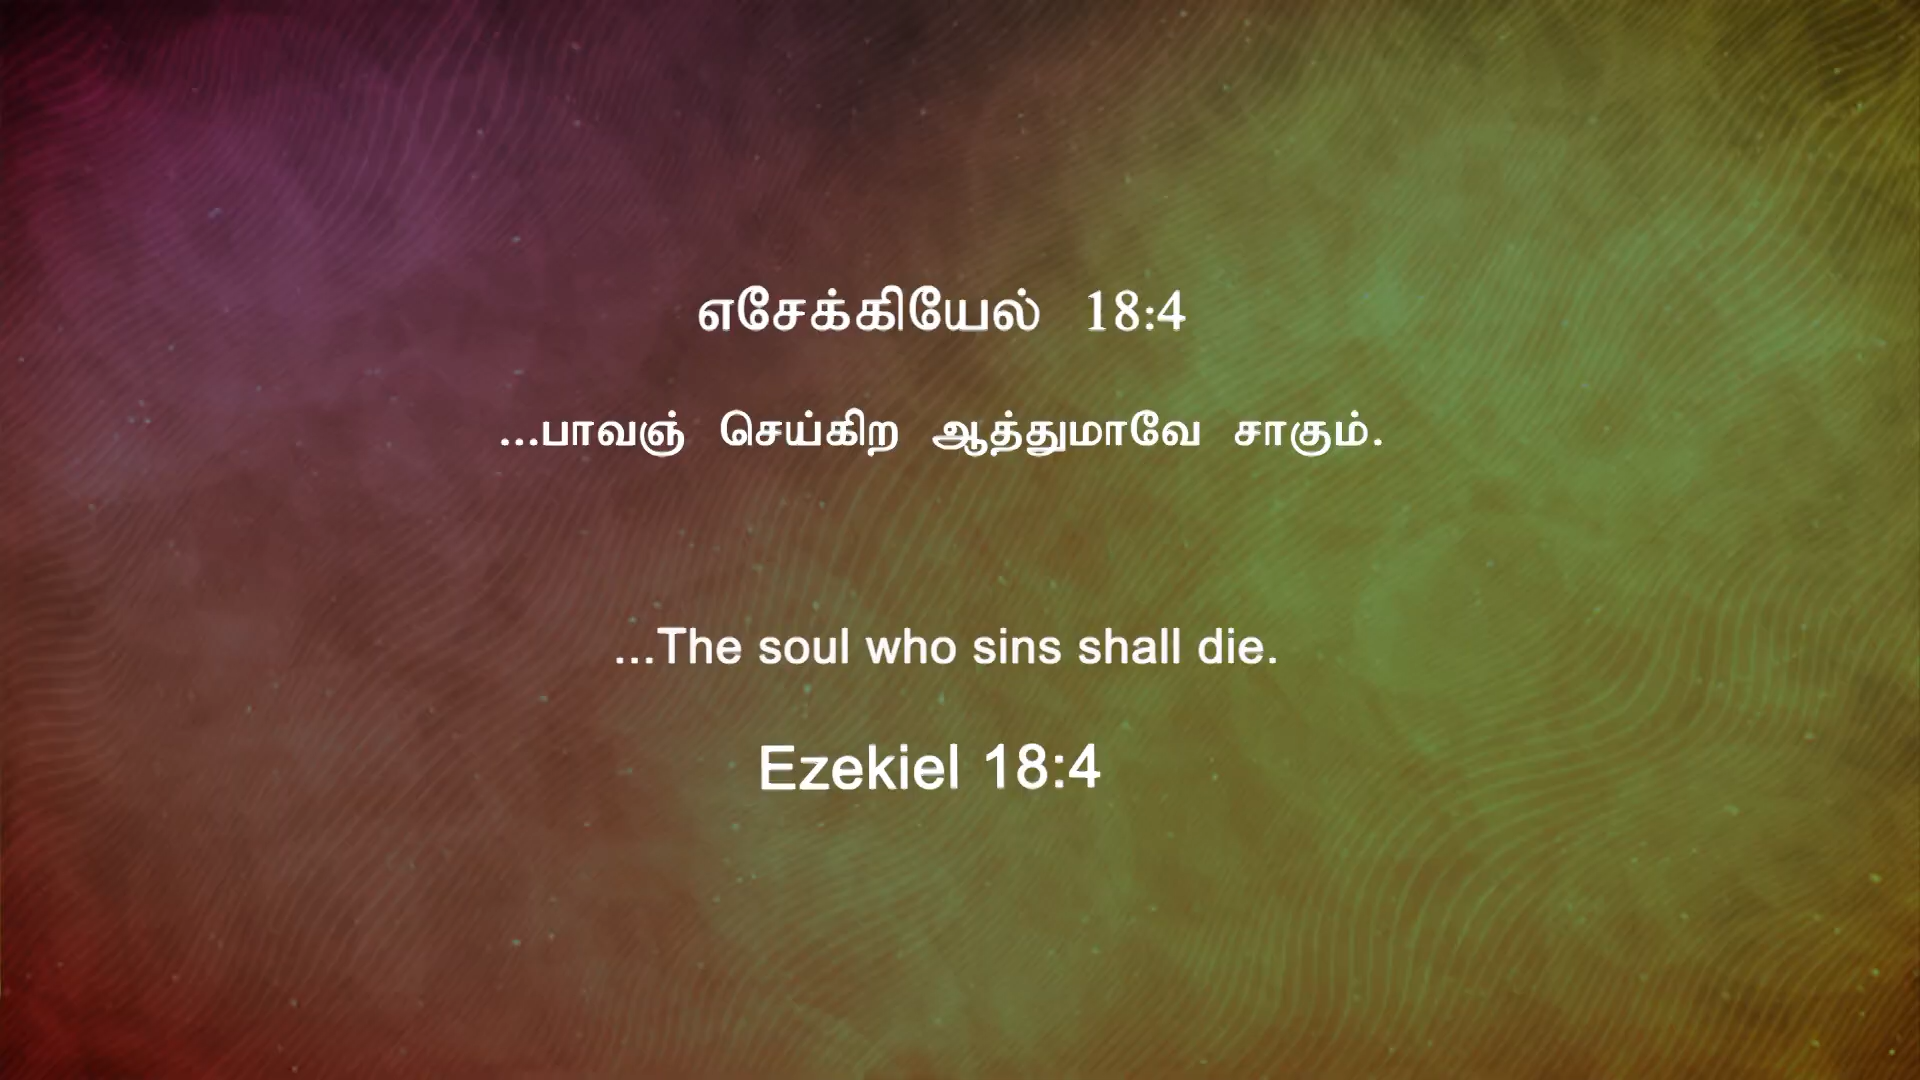 எசேக்கியேல் 18:4
...பாவஞ் செய்கிற ஆத்துமாவே சாகும்.
...The soul who sins shall die.
Ezekiel 18:4